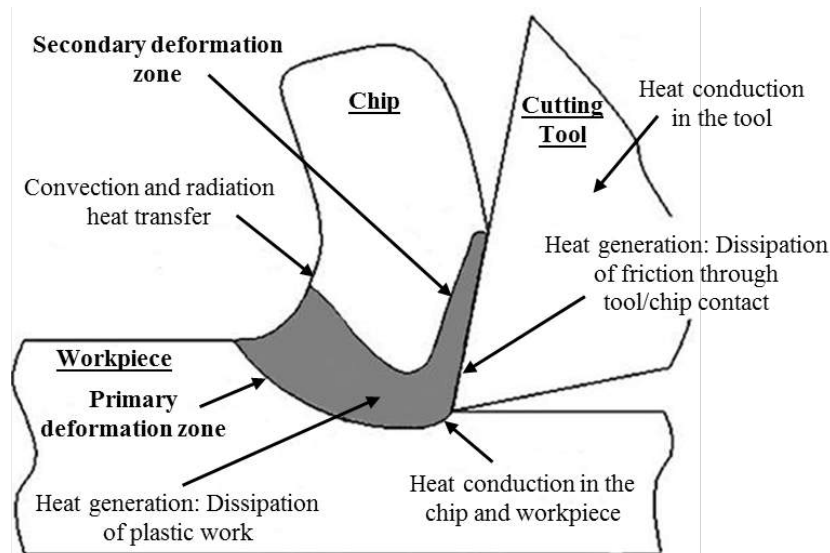 Secondary deformation
zone
Chip
Cutting
Tool
Heat conduction
in the tool
Convection and radiation
heat transfer
Heat generation: Dissipation
of friction through
tool/chip contact
Workpiece
Primary
deformation zone
Heat generation: Dissipation
of plastic work
Heat conduction in the
chip and workpiece